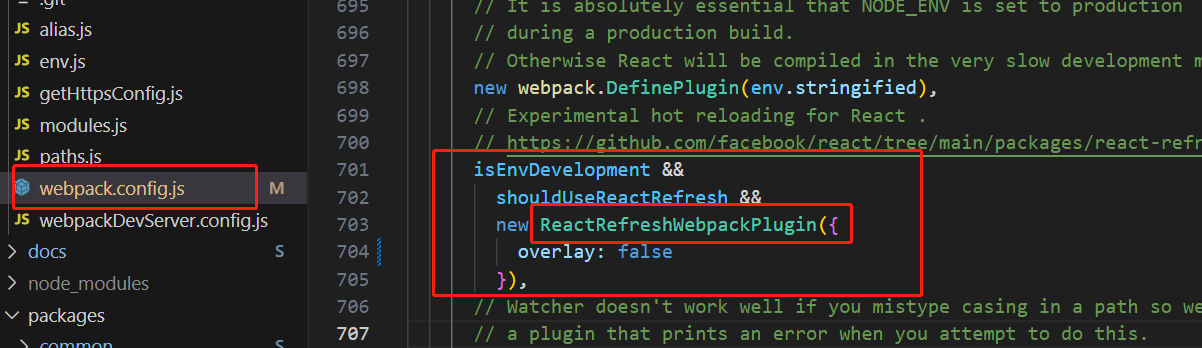 .git
JS alias.js
JS env.js
JS getHttpsConfig.js
JS modules.js
JS paths.js
webpack.config.js M
JS webpackDevServer.config.js
> docs S
> node_modules
packages
common
695 // It is absolutely essential that NODE_ENV is set to production
696 // during a production build.
697 // Otherwise React will be compiled in the very slow development m
698 new webpack.DefinePlugin(env.stringified),
699 // Experimental hot reloading for React .
700 // https://github.com/facebook/react/tree/main/packages/react-refr
701 isEnvDevelopment &&
702 shouldUseReactRefresh &&
703 new ReactRefreshWebpackPlugin({
704 overlay: false
705 }),
706 // Watcher doesn't work well if you mistype casing in a path so we
707 // a plugin that prints an error when you attempt to do this.